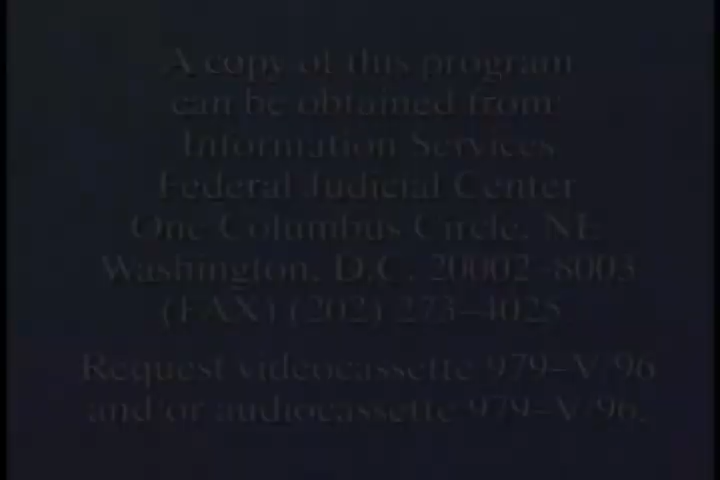 A copy of this program
can be obtained from:
Information Services
Federal Judicial Center
One Columbus Circle, NE
Washington, D.C. 20002-8003
(FAX) (202) 273-4025
Request videocassette 979-V/96
and/or audiocassette 979-V/96.